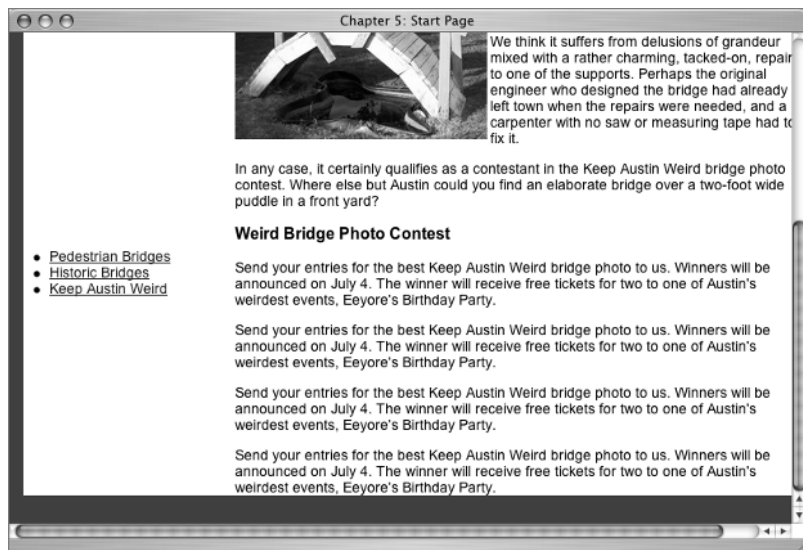 Chapter 5: Start Page
We think it suffers from delusions of grandeur
mixed with a rather charming, tacked-on, repair
to one of the supports. Perhaps the original
engineer who designed the bridge had already
left town when the repairs were needed, and a
carpenter with no saw or measuring tape had to
fix it.
In any case, it certainly qualifies as a contestant in the Keep Austin Weird bridge photo
contest. Where else but Austin could you find an elaborate bridge over a two-foot wide
puddle in a front yard?
Weird Bridge Photo Contest
Pedestrian Bridges
Historic Bridges
Keep Austin Weird
Send your entries for the best Keep Austin Weird bridge photo to us. Winners will be
announced on July 4. The winner will receive free tickets for two to one of Austin's
weirdest events, Eeyore's Birthday Party.
Send your entries for the best Keep Austin Weird bridge photo to us. Winners will be
announced on July 4. The winner will receive free tickets for two to one of Austin's
weirdest events, Eeyore's Birthday Party.
Send your entries for the best Keep Austin Weird bridge photo to us. Winners will be
announced on July 4. The winner will receive free tickets for two to one of Austin's
weirdest events, Eeyore's Birthday Party.
Send your entries for the best Keep Austin Weird bridge photo to us. Winners will be
announced on July 4. The winner will receive free tickets for two to one of Austin's
weirdest events, Eeyore's Birthday Party.